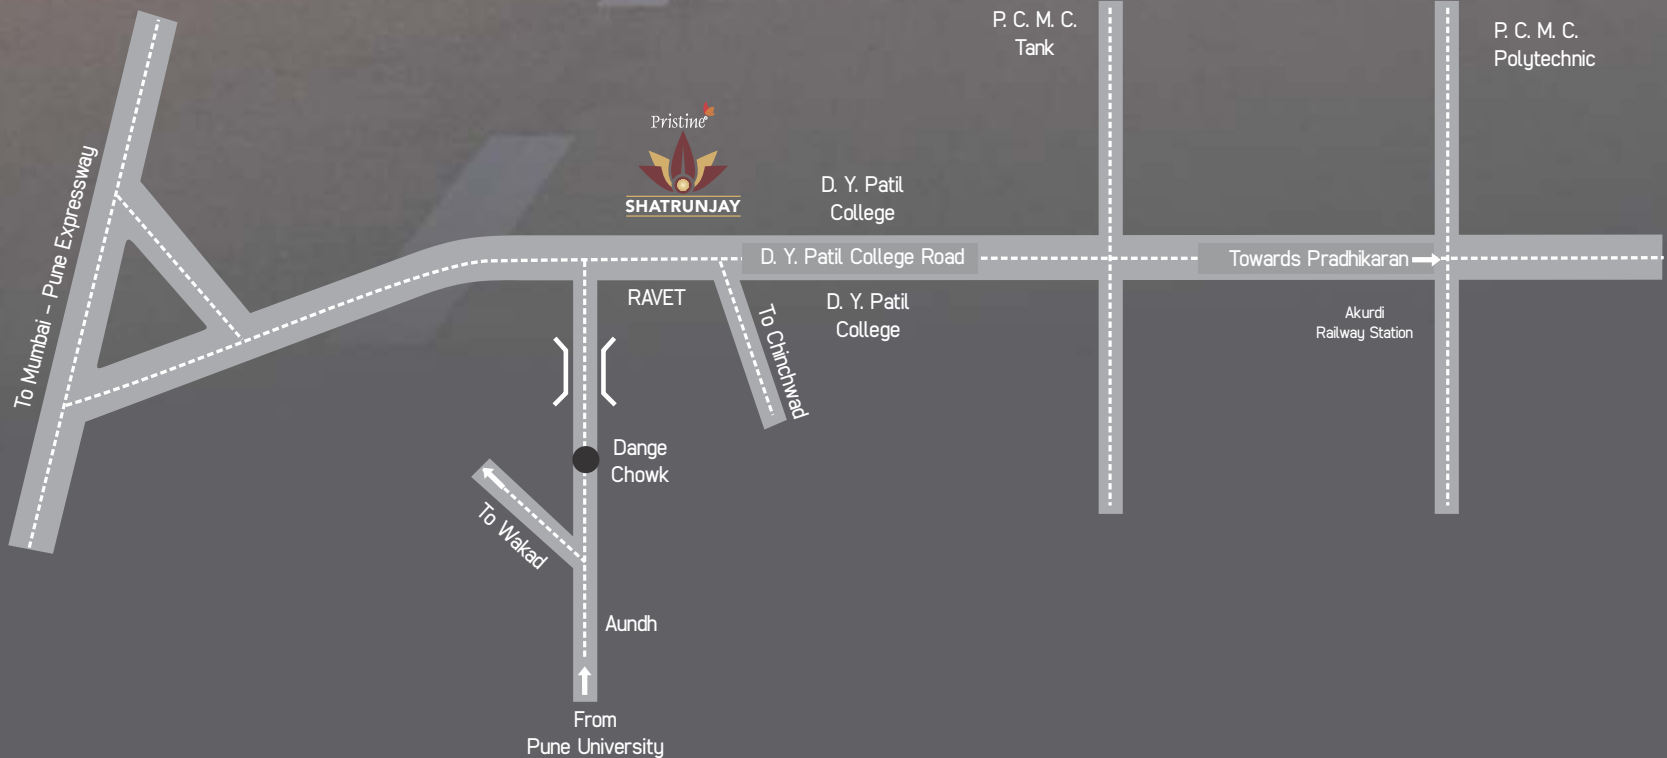 P. C. M. C.
Tank
P. C. M. C.
Polytechnic
Pristine
SHATRUNJAY
To Mumbai – Pune Expressway
D. Y. Patil
College
D. Y. Patil College Road
Towards Pradhikaran
RAVET
D. Y. Patil
College
To Chinchwad
Akurdi
Railway Station
Dange
Chowk
To Wakad
Aundh
From
Pune University